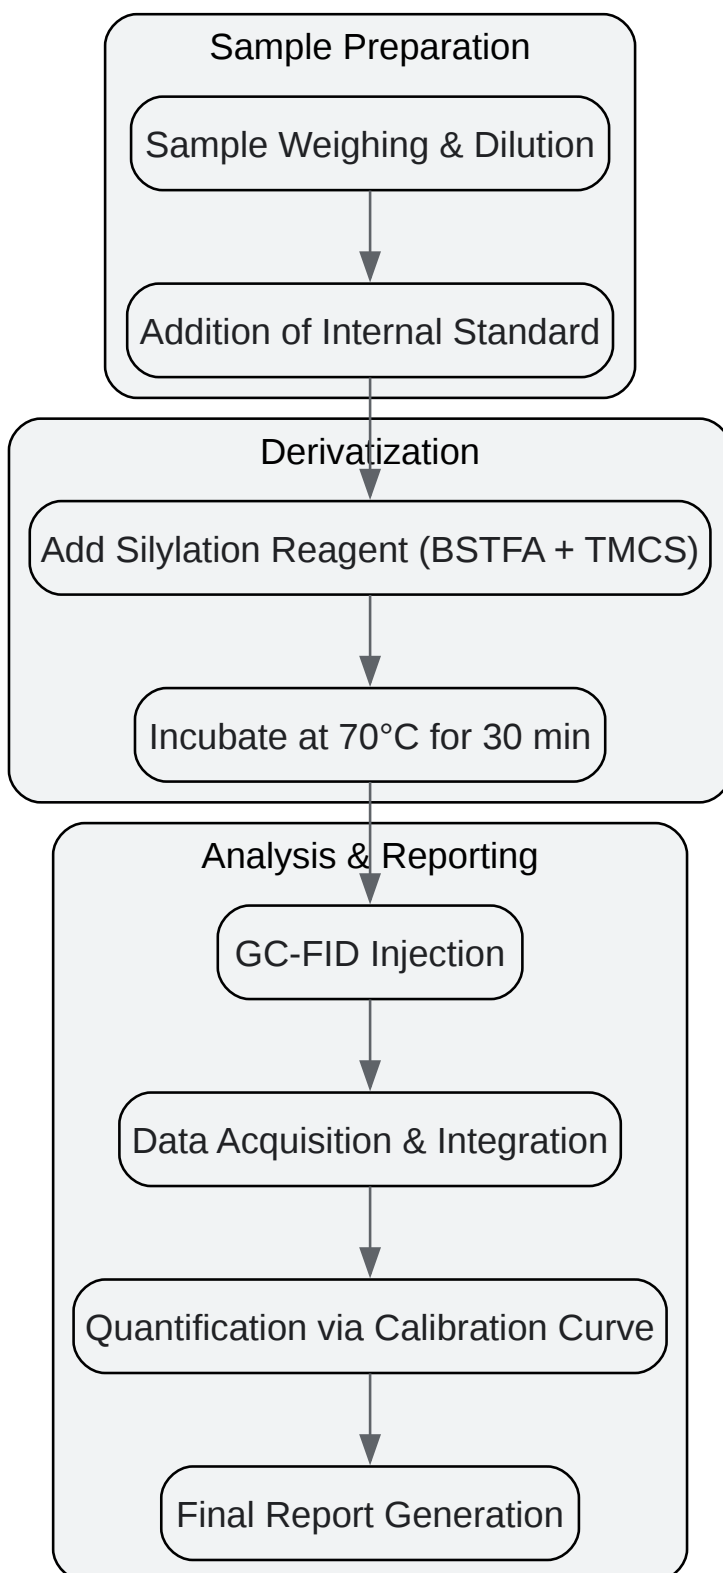 Sample Preparation
Sample Weighing & Dilution
Addition of Internal Standard
Derivatization
Add Silylation Reagent (BSTFA + TMCS)
Incubate at 70°C for 30 min
Analysis & Reporting
GC-FID Injection
Data Acquisition & Integration
Quantification via Calibration Curve
Final Report Generation